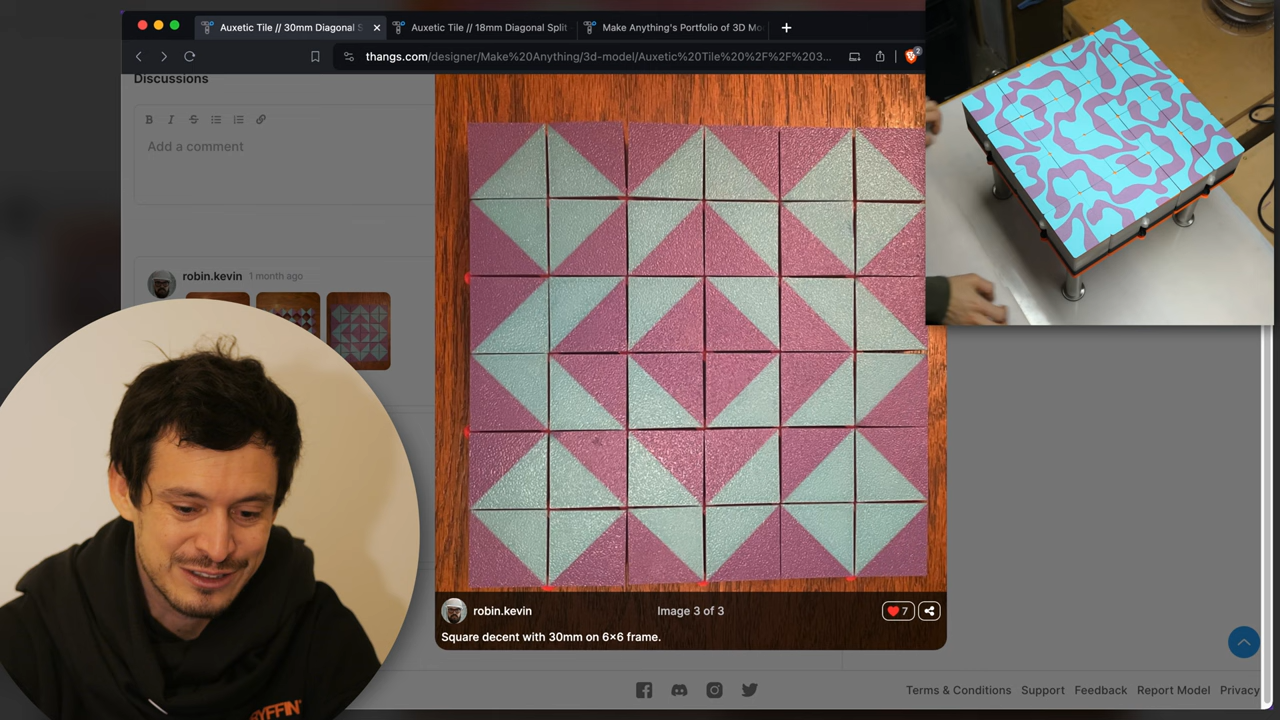 Auxetic Tile // 30mm Diagonal S
Auxetic Tile // 18mm Diagonal Split
Make Anything's Portfolio of 3D Mo
thangs.com/designer/Make%20Anything/3d-model/Auxetic%20Tile%20%2F%2F%203...
2
Discussions
B I S
Add a comment
robin.kevin 1 month ago
robin.kevin
Image 3 of 3
7
Square decent with 30mm on 6×6 frame.
Terms & Conditions Support Feedback Report Model Privacy